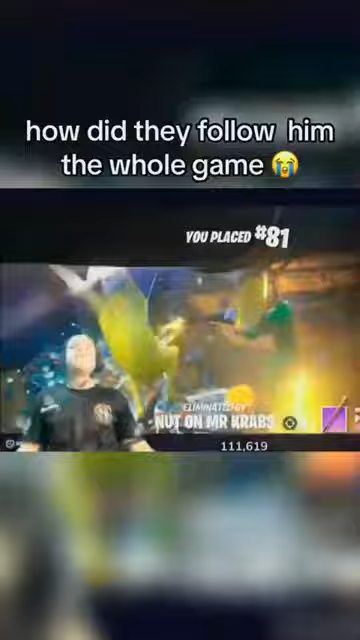 how did they follow him
the whole game 😭
YOU PLACED #81
ELIMINATED BY
NUT ON MR KRABS
111,619